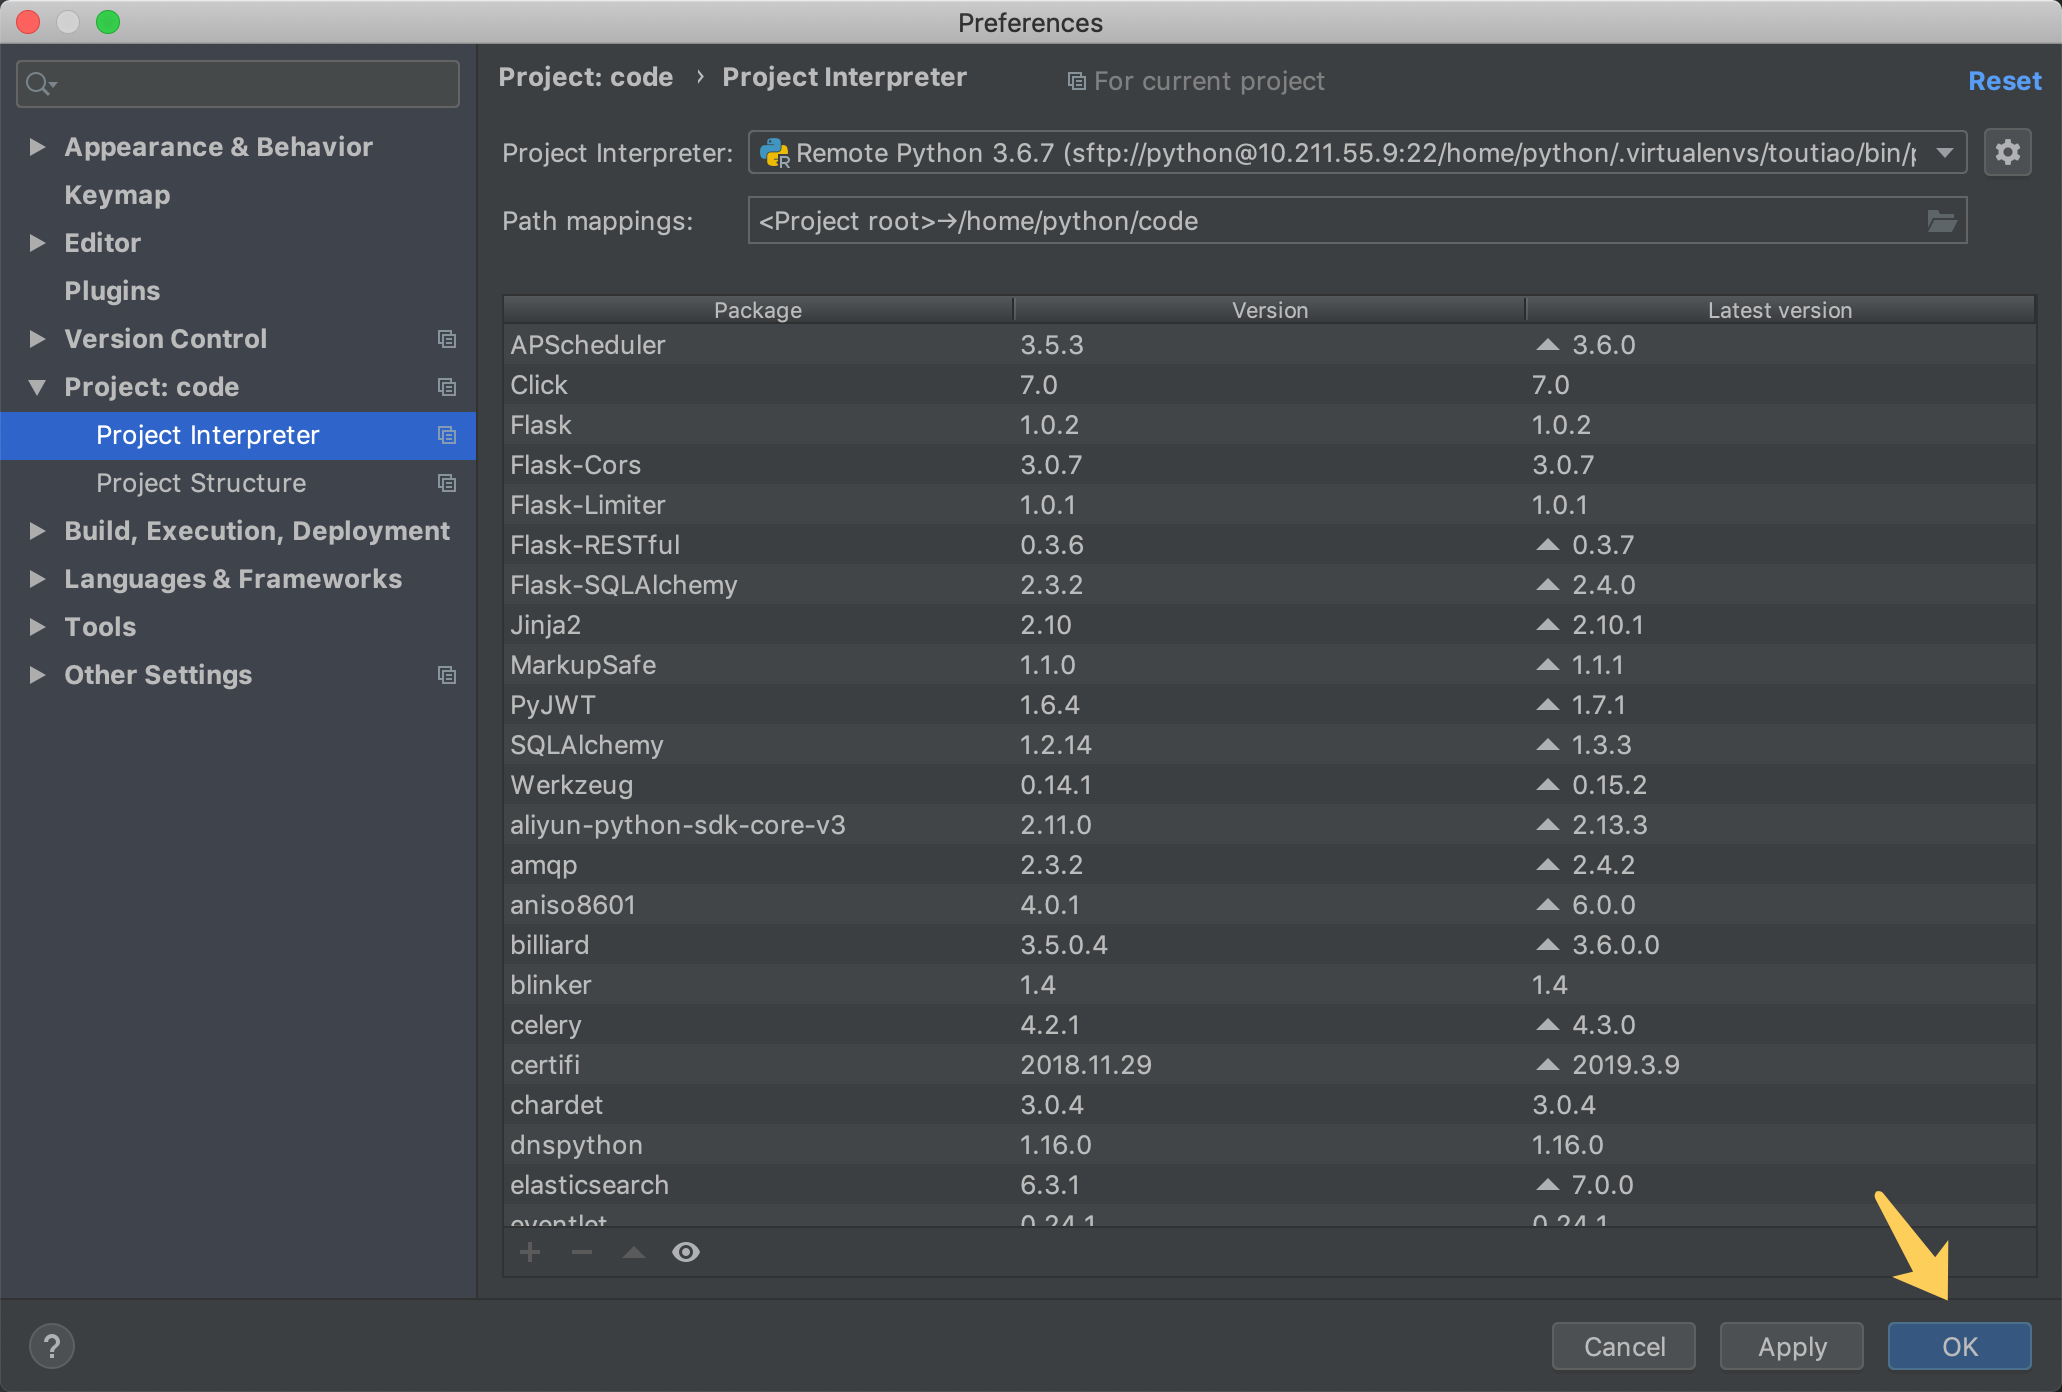 Preferences
Project: code › Project Interpreter
For current project
Reset
Appearance & Behavior
Keymap
Editor
Plugins
Version Control
Project: code
Project Interpreter
Project Structure
Build, Execution, Deployment
Languages & Frameworks
Tools
Other Settings
Project Interpreter: Remote Python 3.6.7 (sftp://python@10.211.55.9:22/home/python/.virtualenvs/toutiao/bin/
Path mappings: <Project root>→/home/python/code
Package Version Latest version
APScheduler 3.5.3 3.6.0
Click 7.0 7.0
Flask 1.0.2 1.0.2
Flask-Cors 3.0.7 3.0.7
Flask-Limiter 1.0.1 1.0.1
Flask-RESTful 0.3.6 0.3.7
Flask-SQLAlchemy 2.3.2 2.4.0
Jinja2 2.10 2.10.1
MarkupSafe 1.1.0 1.1.1
PyJWT 1.6.4 1.7.1
SQLAlchemy 1.2.14 1.3.3
Werkzeug 0.14.1 0.15.2
aliyun-python-sdk-core-v3 2.11.0 2.13.3
amqp 2.3.2 2.4.2
aniso8601 4.0.1 6.0.0
billiard 3.5.0.4 3.6.0.0
blinker 1.4 1.4
celery 4.2.1 4.3.0
certifi 2018.11.29 2019.3.9
chardet 3.0.4 3.0.4
dnspython 1.16.0 1.16.0
elasticsearch 6.3.1 7.0.0
eventlet 0.24.1 0.24.1
?
Cancel
Apply
OK